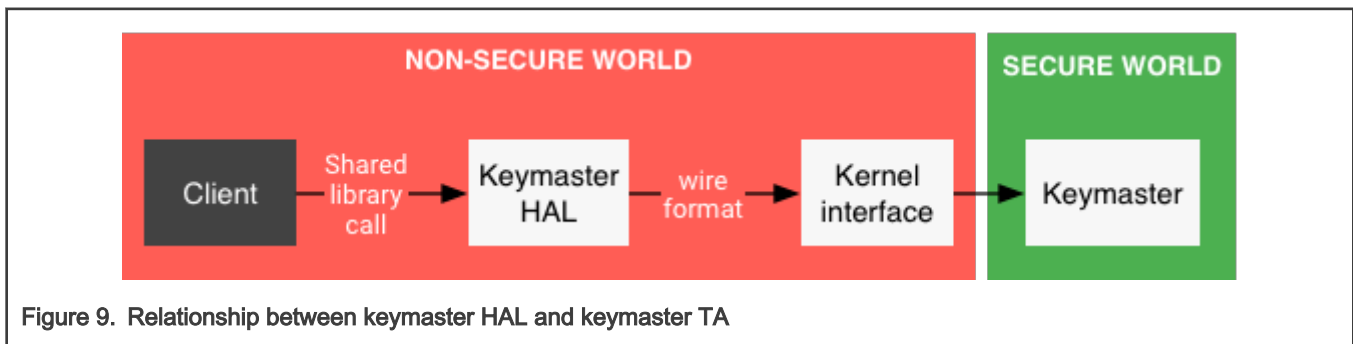 NON-SECURE WORLD
SECURE WORLD
Client
Shared
library
call
Keymaster
HAL
wire
format
Kernel
interface
Keymaster
Figure 9. Relationship between keymaster HAL and keymaster TA